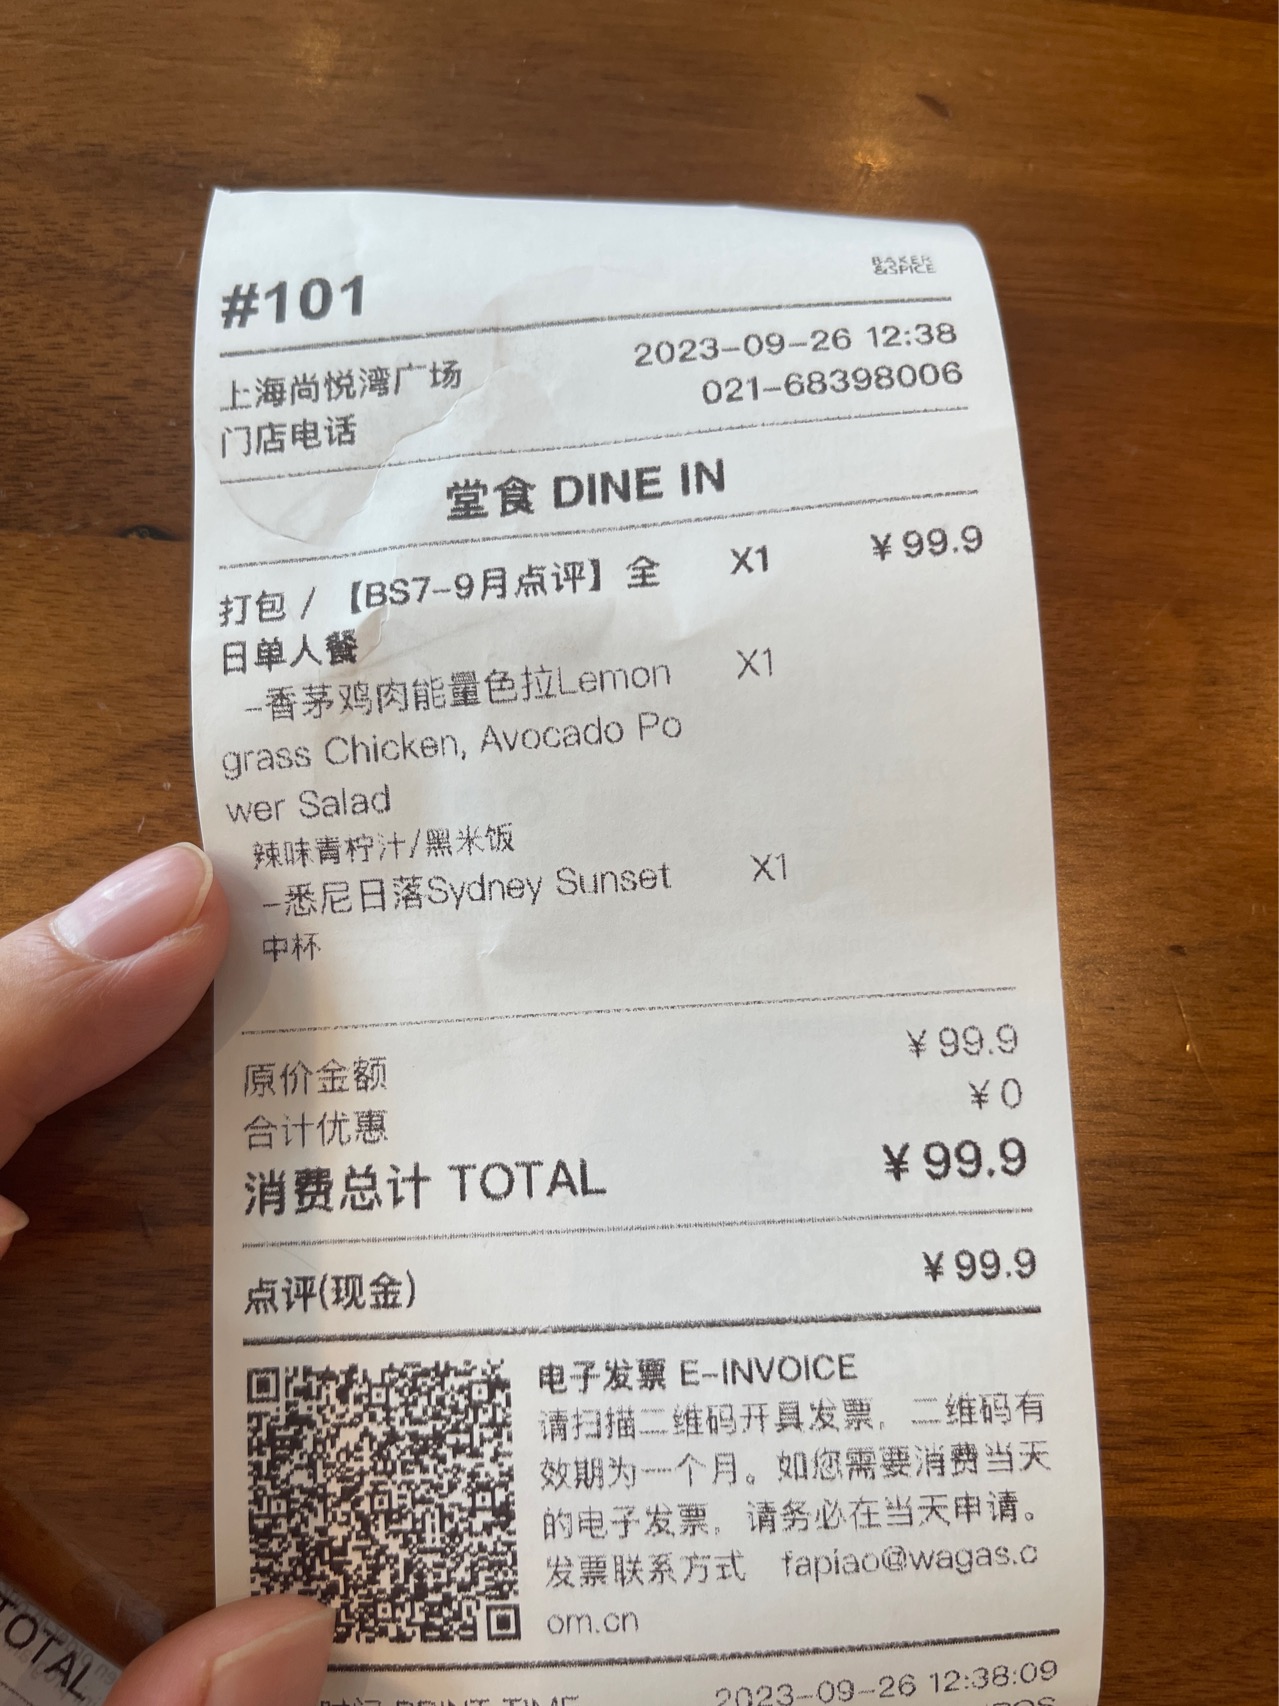 BAKER
&SPICE
#101
上海尚悦湾广场 2023-09-26 12:38
门店电话 021-68398006
堂食 DINE IN
打包 / 【BS7-9月点评】全 X1 ¥99.9
日单人餐
-香茅鸡肉能量色拉Lemon X1
grass Chicken, Avocado Po
wer Salad
辣味青柠汁/黑米饭
-悉尼日落Sydney Sunset X1
中杯
原价金额 ¥99.9
合计优惠 ¥0
消费总计 TOTAL ¥99.9
点评(现金) ¥99.9
电子发票 E-INVOICE
请扫描二维码开具发票，二维码有
效期为一个月。如您需要消费当天
的电子发票，请务必在当天申请。
发票联系方式 fapiao@wagas.c
om.cn
时间 PRINT TIME 2023-09-26 12:38:09
POS
TOTAL